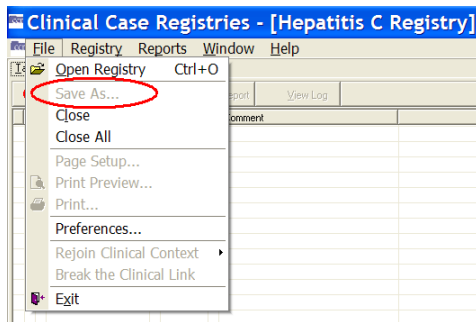 Clinical Case Registries - [Hepatitis C Registry]
File Registry Reports Window Help
Open Registry Ctrl+O
Save As...
eport View Log
Close
Comment
Close All
Page Setup...
Print Preview...
Print...
Preferences...
Rejoin Clinical Context
Break the Clinical Link
Exit